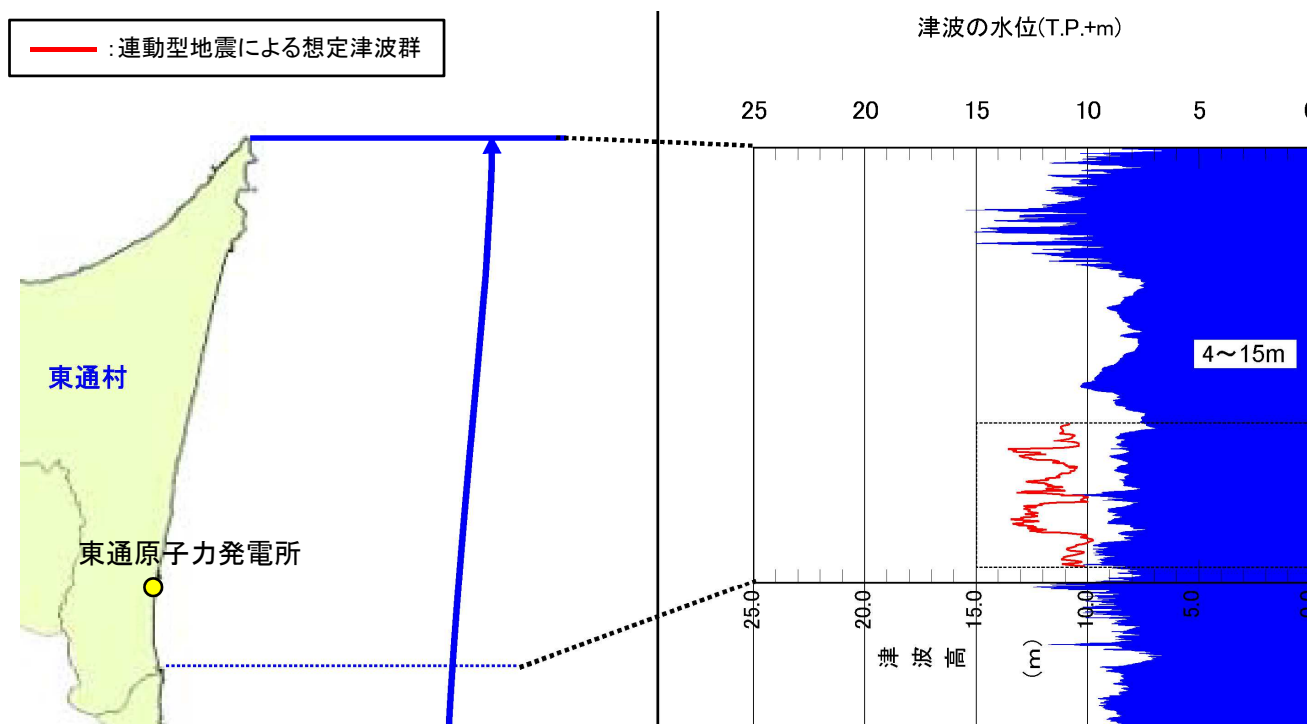 :連動型地震による想定津波群
津波の水位(T.P.+m)
25 20 15 10 5
4～15m
東通村
東通原子力発電所
25.0 20.0 15.0 10.0 5.0
津波高 (m)